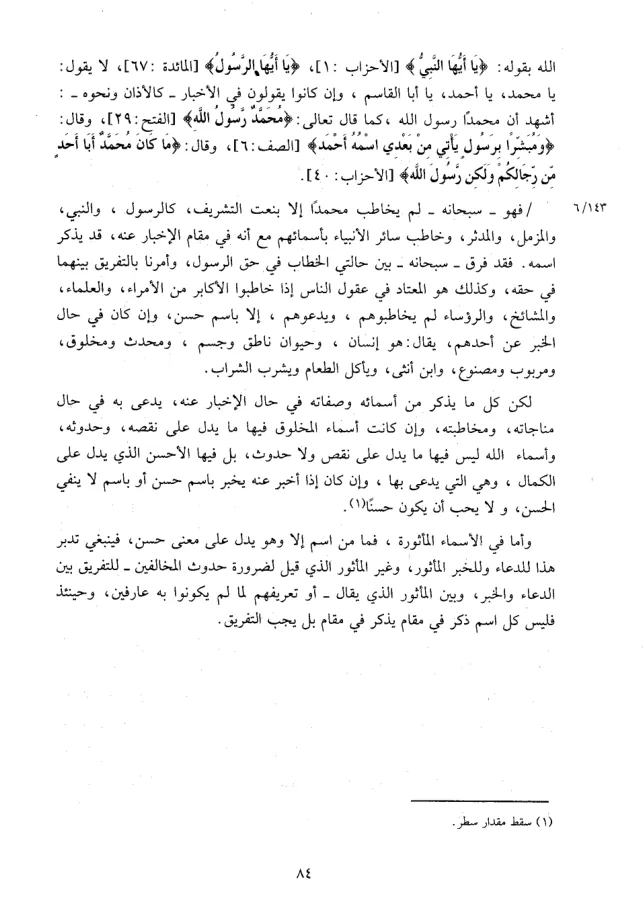 الله بقوله: ﴿يَا أَيُّهَا النَّبِيُّ﴾ [الأحزاب :١]، ﴿يَا أَيُّهَا الرَّسُولُ﴾ [المائدة :٦٧]، لا يقول:
يا محمد، يا أحمد، يا أبا القاسم ، وإن كانوا يقولون في الأخبار ـ كالأذان ونحوه ـ :
أشهد أن محمدًا رسول الله ،كما قال تعالى: ﴿مُحَمَّدٌ رَّسُولُ اللَّهِ﴾ [الفتح:٢٩]، وقال:
﴿وَمُبَشِّرًا بِرَسُولٍ يَأْتِي مِنْ بَعْدِي اسْمُهُ أَحْمَدُ﴾ [الصف:٦]، وقال: ﴿مَا كَانَ مُحَمَّدٌ أَبَا أَحَدٍ
مِّن رِّجَالِكُمْ وَلَكِن رَّسُولَ اللَّهِ﴾ [الأحزاب:٤٠].
٦/١٤٣ /فهو ـ سبحانه ـ لم يخاطب محمدًا إلا بنعت التشريف، كالرسول ، والنبي،
والمزمل، والمدثر، وخاطب سائر الأنبياء بأسمائهم مع أنه في مقام الإخبار عنه، قد يذكر
اسمه. فقد فرق ـ سبحانه ـ بين حالتي الخطاب في حق الرسول، وأمرنا بالتفريق بينهما
في حقه، وكذلك هو المعتاد في عقول الناس إذا خاطبوا الأكابر من الأمراء، والعلماء،
والمشائخ، والرؤساء لم يخاطبوهم ، ويدعوهم ، إلا باسم حسن، وإن كان في حال
الخبر عن أحدهم، يقال: هو إنسان ، وحيوان ناطق وجسم ، ومحدث ومخلوق،
ومربوب ومصنوع، وابن أنثى، ويأكل الطعام ويشرب الشراب.
لكن كل ما يذكر من أسمائه وصفاته في حال الإخبار عنه، يدعى به في حال
مناجاته، ومخاطبته، وإن كانت أسماء المخلوق فيها ما يدل على نقصه، وحدوثه،
وأسماء الله ليس فيها ما يدل على نقص ولا حدوث، بل فيها الأحسن الذي يدل على
الكمال ، وهي التي يدعى بها ، وإن كان إذا أخبر عنه يخبر باسم حسن أو باسم لا ينفي
الحسن، و لا يحب أن يكون حسنًا(١).
وأما في الأسماء المأثورة ، فما من اسم إلا وهو يدل على معنى حسن، فينبغي تدبر
هذا للدعاء وللخبر المأثور، وغير المأثور الذي قيل لضرورة حدوث المخالفين ـ للتفريق بين
الدعاء والخبر، وبين المأثور الذي يقال ـ أو تعريفهم لما لم يكونوا به عارفين، وحينئذ
فليس كل اسم ذكر في مقام يذكر في مقام بل يجب التفريق.
(١) سقط مقدار سطر.
٨٤